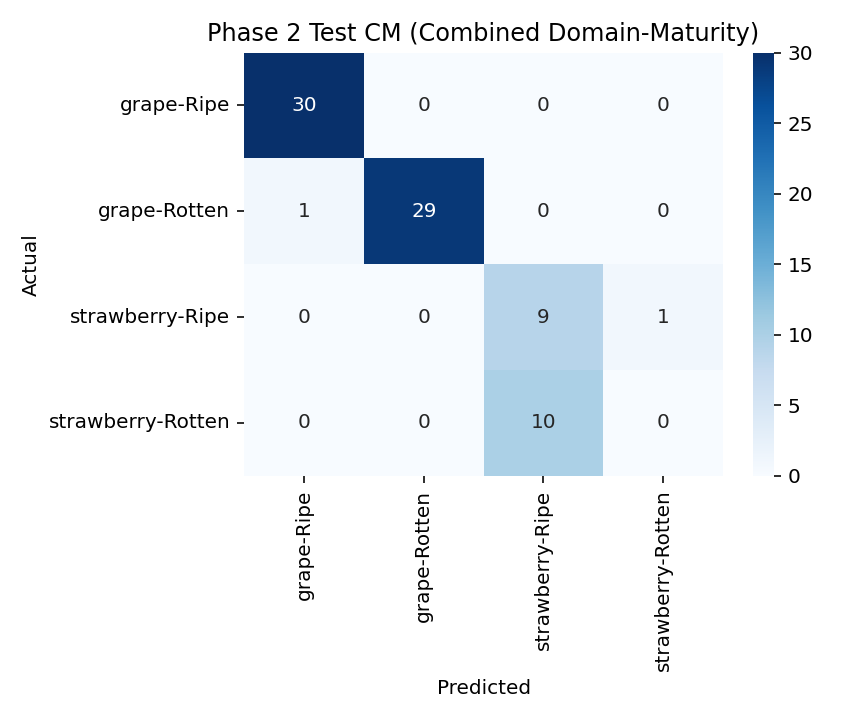 Phase 2 Test CM (Combined Domain-Maturity)
Actual
grape-Ripe 30 0 0 0
grape-Rotten 1 29 0 0
strawberry-Ripe 0 0 9 1
strawberry-Rotten 0 0 10 0
grape-Ripe
grape-Rotten
strawberry-Ripe
strawberry-Rotten
Predicted
30
25
20
15
10
5
0